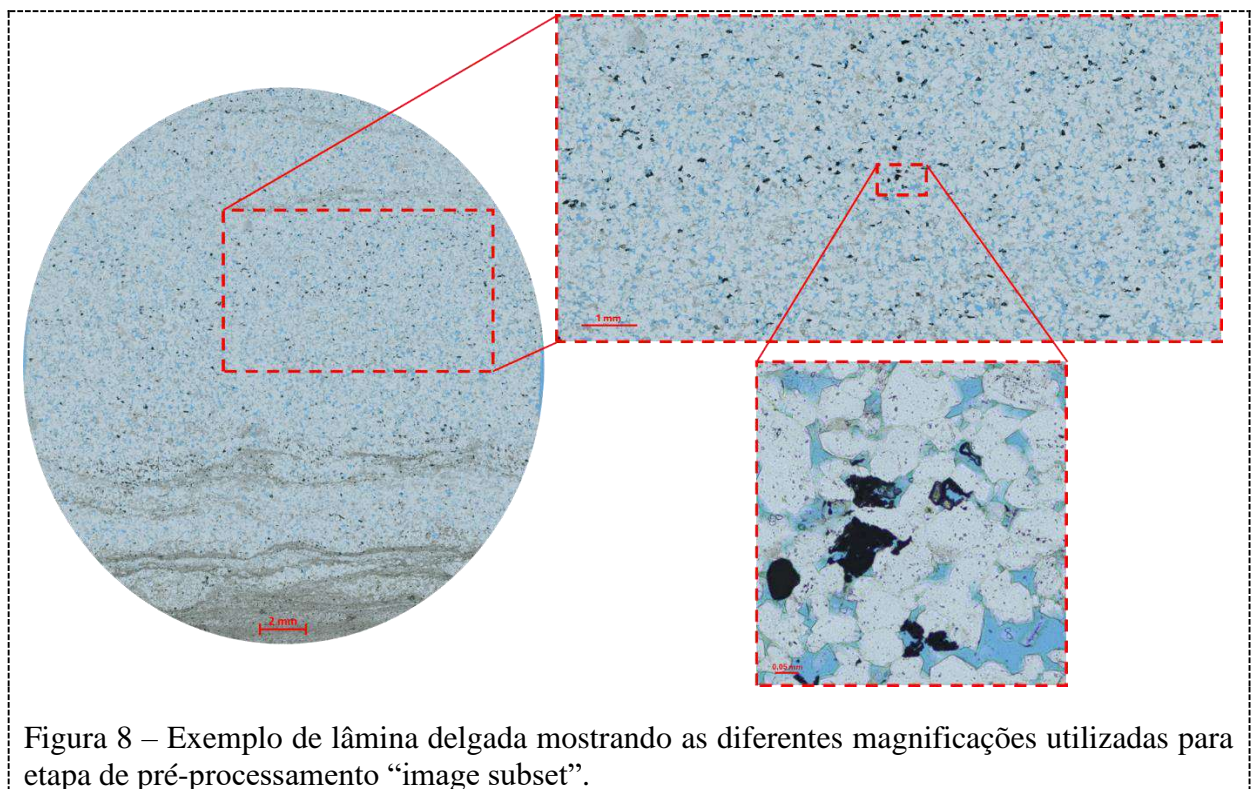 1 mm
2 mm
0,05 mm
Figura 8 – Exemplo de lâmina delgada mostrando as diferentes magnificações utilizadas para
etapa de pré-processamento “image subset”.